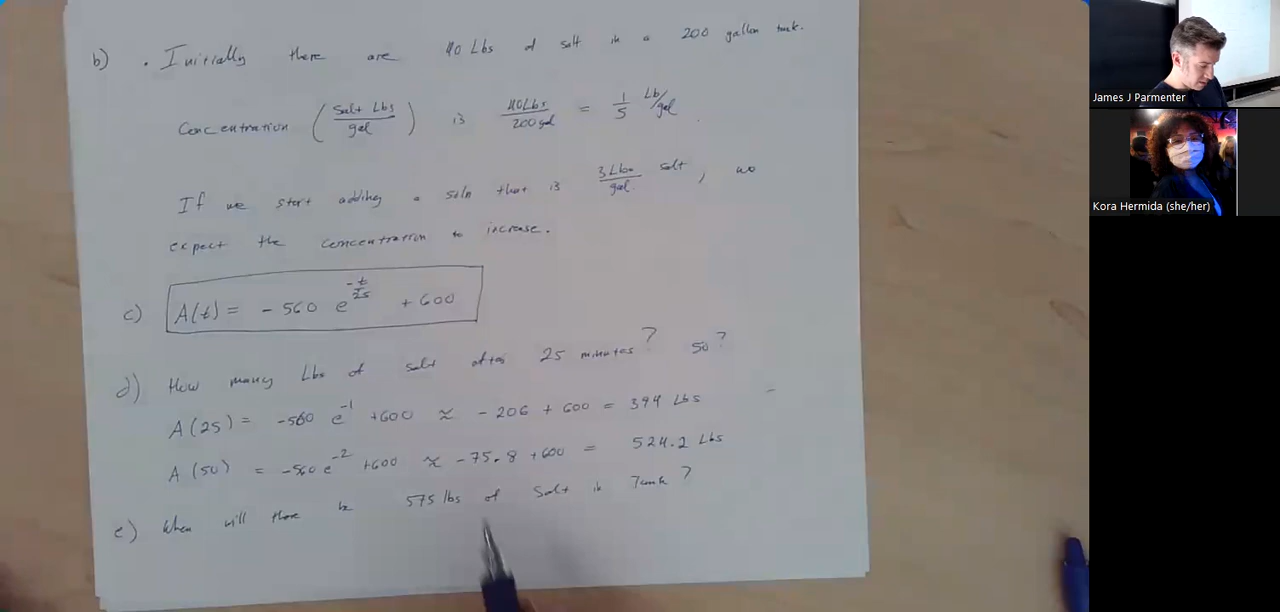 b) . Initially there are 40 Lbs of salt in a 200 gallon tank.
Concentration (Salt Lbs / gal) is 40Lbs / 200gal = 1/5 Lb/gal.
If we start adding a soln that is 3 Lbs / gal. salt, we
expect the concentration to increase.
c) A(t) = -560 e^(-t/25) +600
d) How many Lbs of salt after 25 minutes? 50?
A(25) = -560 e^-1 +600 ≈ -206 + 600 = 394 Lbs
A(50) = -560 e^-2 +600 ≈ -75.8 +600 = 524.2 Lbs
e) When will there be 575 lbs of Salt in Tank?
James J Parmenter
Kora Hermida (she/her)